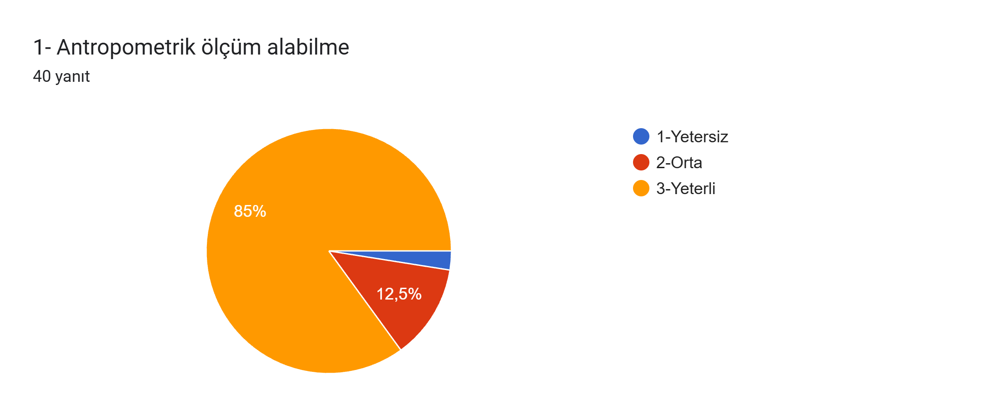 1- Antropometrik ölçüm alabilme
40 yanıt
1-Yetersiz
2-Orta
3-Yeterli
85%
12,5%